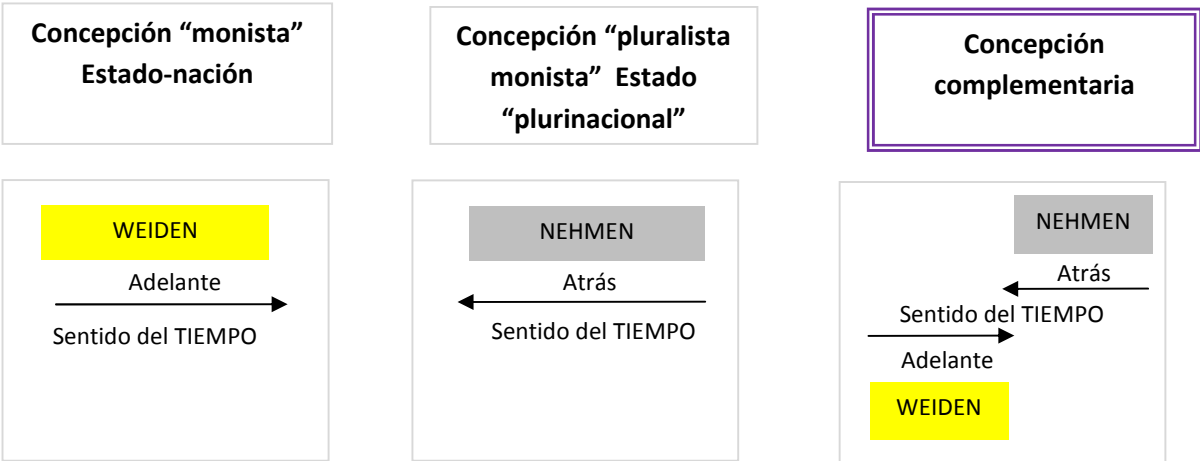 Concepción “monista”
Estado-nación
Concepción “pluralista
monista” Estado
“plurinacional”
Concepción
complementaria
WEIDEN
Adelante
Sentido del TIEMPO
NEHMEN
Atrás
Sentido del TIEMPO
NEHMEN
Atrás
Sentido del TIEMPO
Adelante
WEIDEN